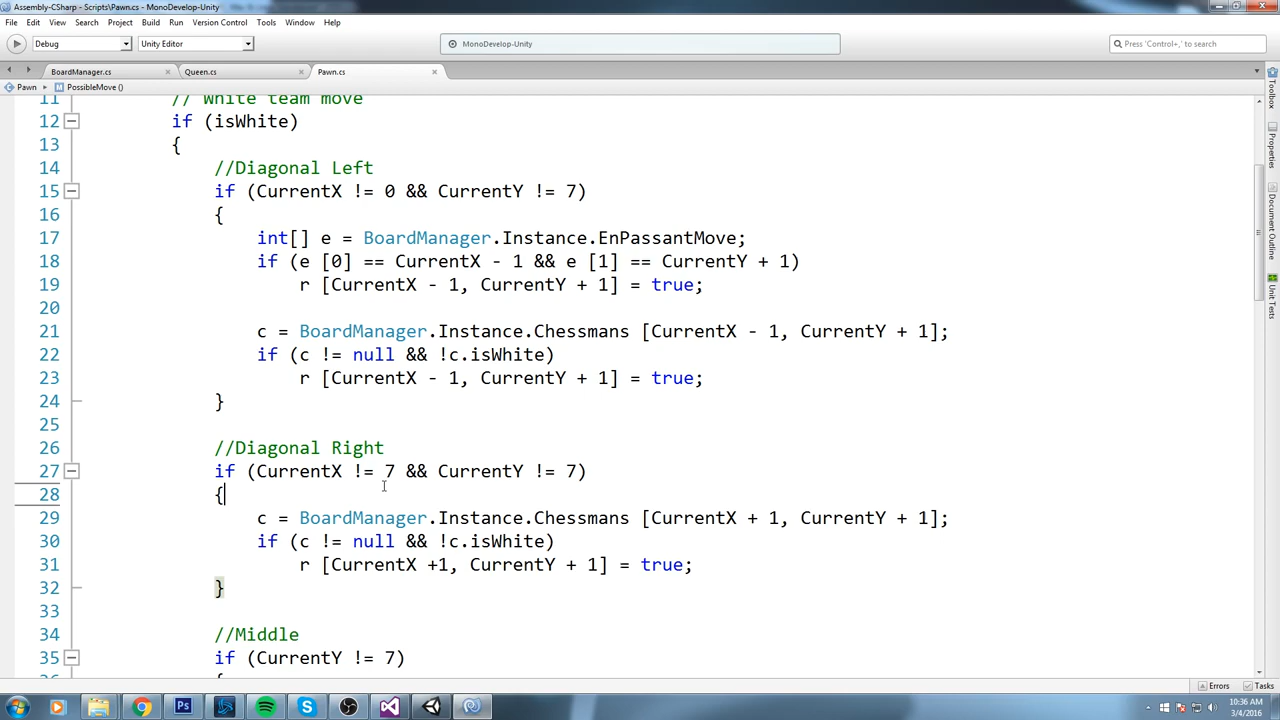 Assembly-CSharp - Scripts\Pawn.cs - MonoDevelop-Unity
File Edit View Search Project Build Run Version Control Tools Window Help
Debug Unity Editor MonoDevelop-Unity Press 'Control+,' to search
BoardManager.cs Queen.cs Pawn.cs
Pawn PossibleMove ()
11 // White team move
12 if (isWhite)
13 {
14 //Diagonal Left
15 if (CurrentX != 0 && CurrentY != 7)
16 {
17 int[] e = BoardManager.Instance.EnPassantMove;
18 if (e [0] == CurrentX - 1 && e [1] == CurrentY + 1)
19 r [CurrentX - 1, CurrentY + 1] = true;
20
21 c = BoardManager.Instance.Chessmans [CurrentX - 1, CurrentY + 1];
22 if (c != null && !c.isWhite)
23 r [CurrentX - 1, CurrentY + 1] = true;
24 }
25
26 //Diagonal Right
27 if (CurrentX != 7 && CurrentY != 7)
28 {
29 c = BoardManager.Instance.Chessmans [CurrentX + 1, CurrentY + 1];
30 if (c != null && !c.isWhite)
31 r [CurrentX +1, CurrentY + 1] = true;
32 }
33
34 //Middle
35 if (CurrentY != 7)
Toolbox
Properties
Document Outline
Unit Tests
Errors Tasks
10:36 AM
3/4/2016